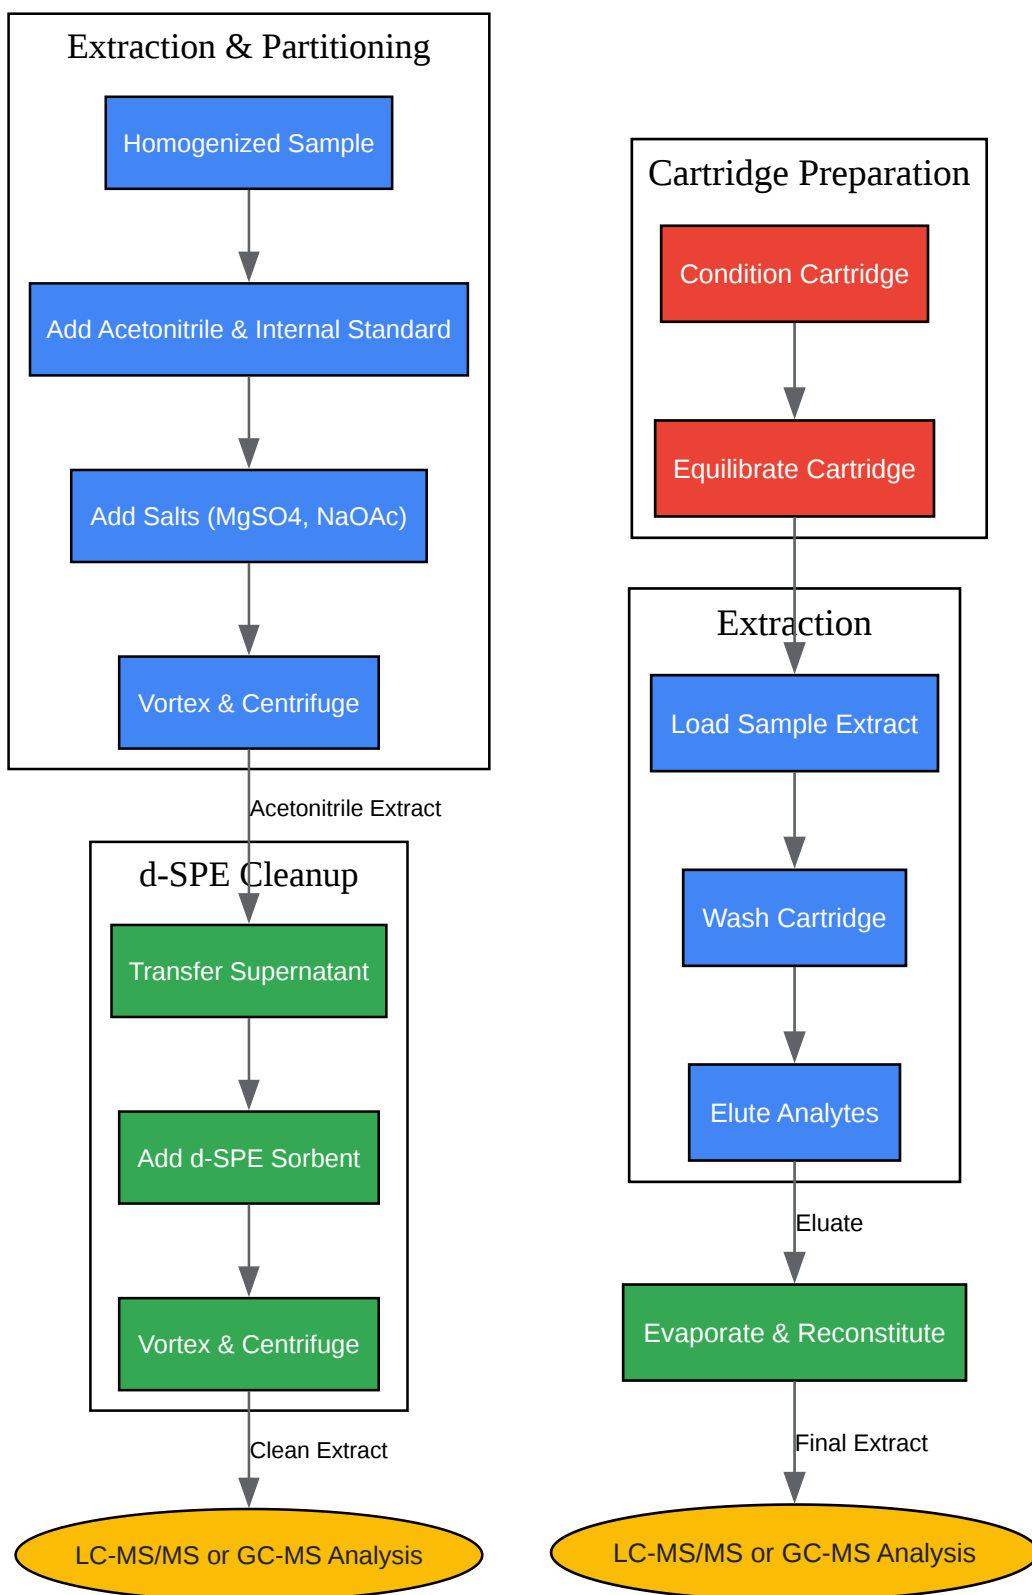 Extraction & Partitioning
Homogenized Sample
Add Acetonitrile & Internal Standard
Add Salts (MgSO4, NaOAc)
Vortex & Centrifuge
Acetonitrile Extract
d-SPE Cleanup
Transfer Supernatant
Add d-SPE Sorbent
Vortex & Centrifuge
Clean Extract
LC-MS/MS or GC-MS Analysis
Cartridge Preparation
Condition Cartridge
Equilibrate Cartridge
Extraction
Load Sample Extract
Wash Cartridge
Elute Analytes
Eluate
Evaporate & Reconstitute
Final Extract
LC-MS/MS or GC-MS Analysis